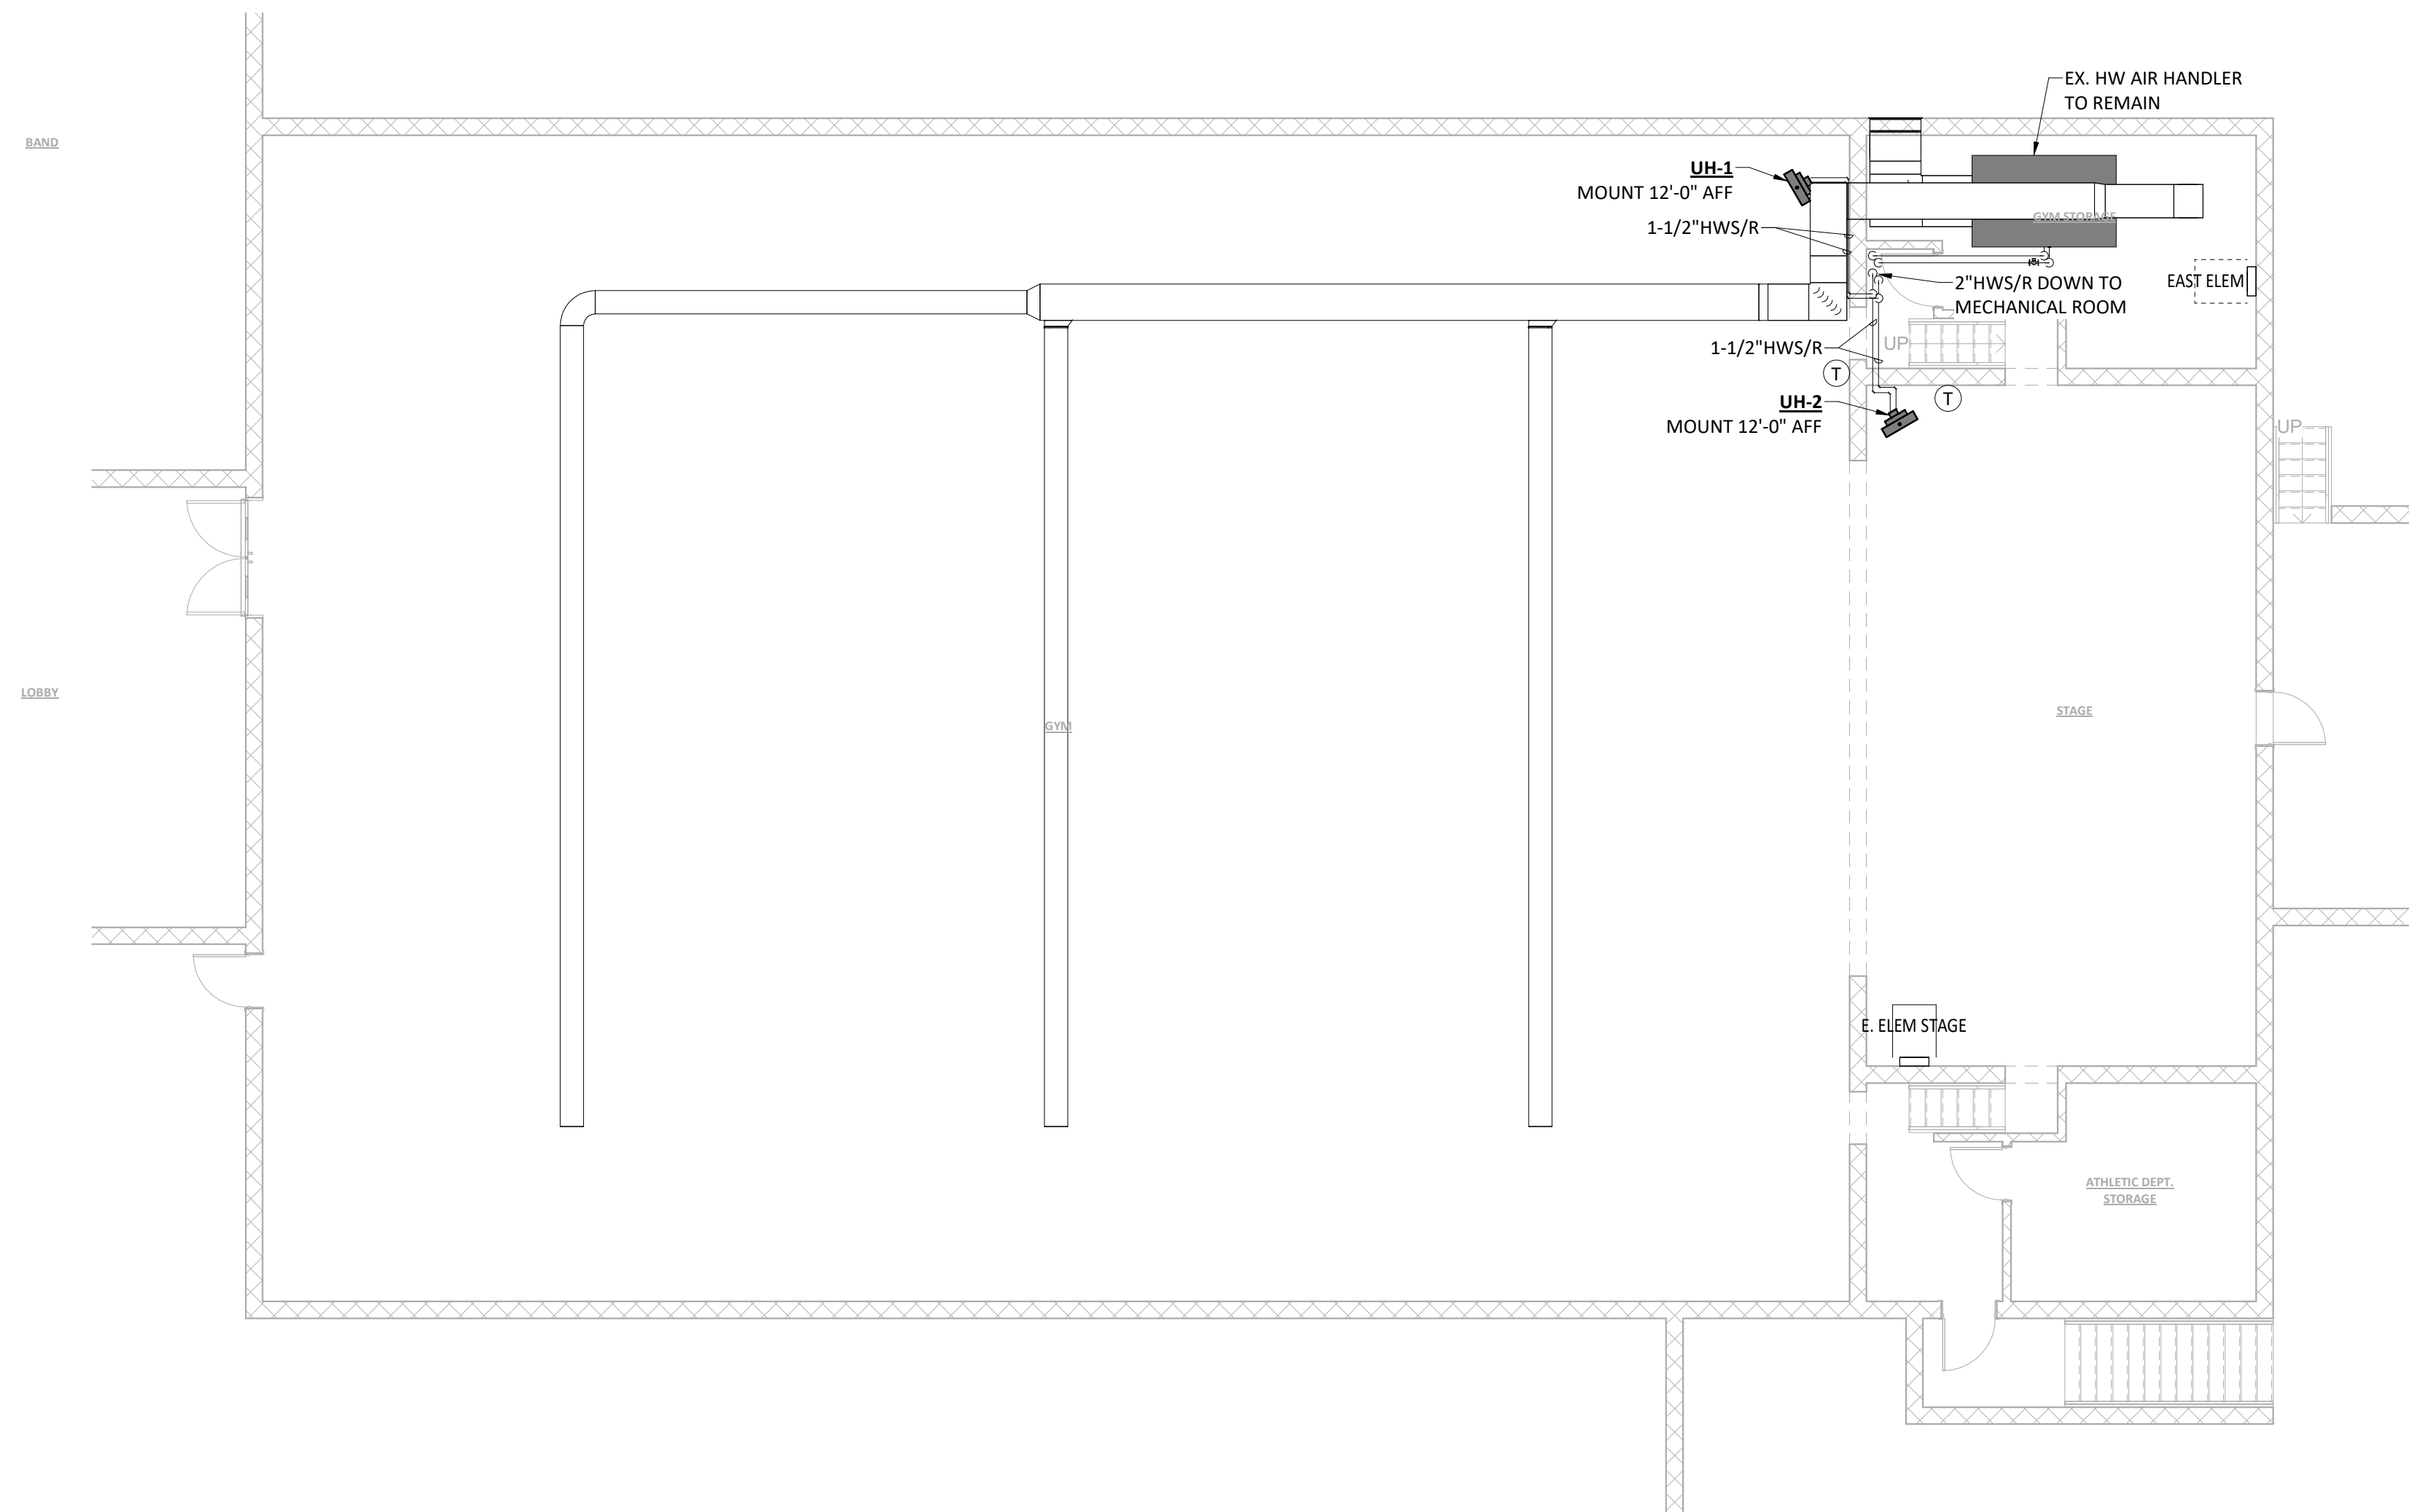 EX. HW AIR HANDLER
TO REMAIN
BAND
UH-1
MOUNT 12'-0" AFF
GYM STORAGE
1-1/2"HWS/R
2"HWS/R DOWN TO
MECHANICAL ROOM
EAST ELEM
1-1/2"HWS/R
UP
T
T
UH-2
MOUNT 12'-0" AFF
UP
LOBBY
GYM
STAGE
E. ELEM STAGE
ATHLETIC DEPT.
STORAGE